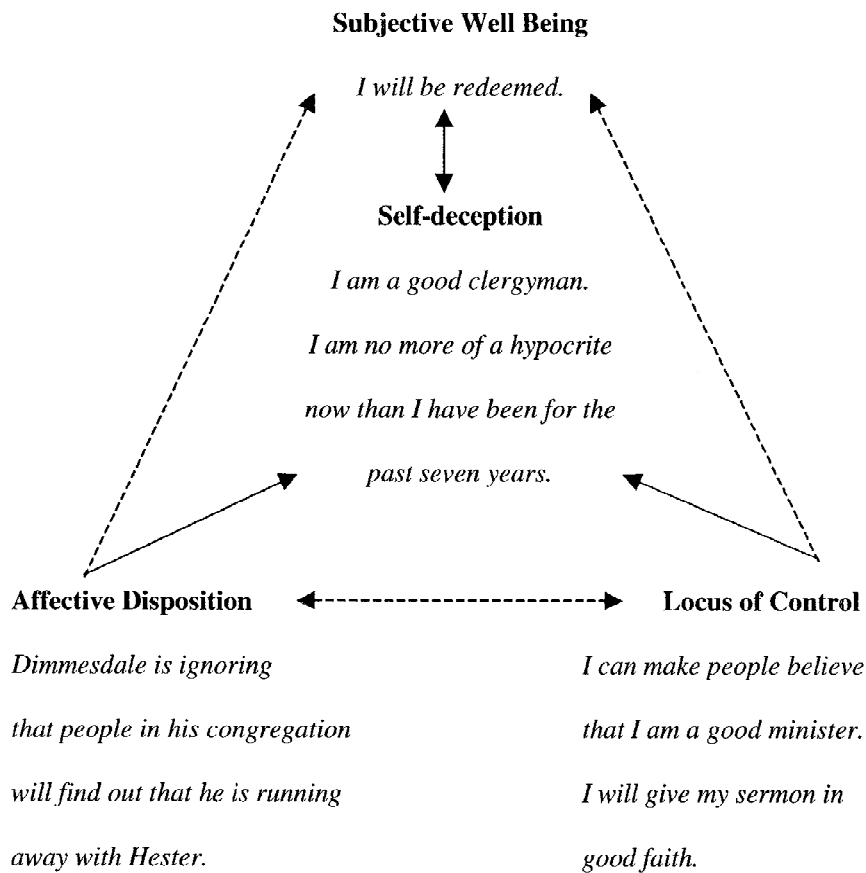 Subjective Well Being
I will be redeemed.
Self-deception
I am a good clergyman.
I am no more of a hypocrite
now than I have been for the
past seven years.
Affective Disposition
Dimmesdale is ignoring
that people in his congregation
will find out that he is running
away with Hester.
Locus of Control
I can make people believe
that I am a good minister.
I will give my sermon in
good faith.